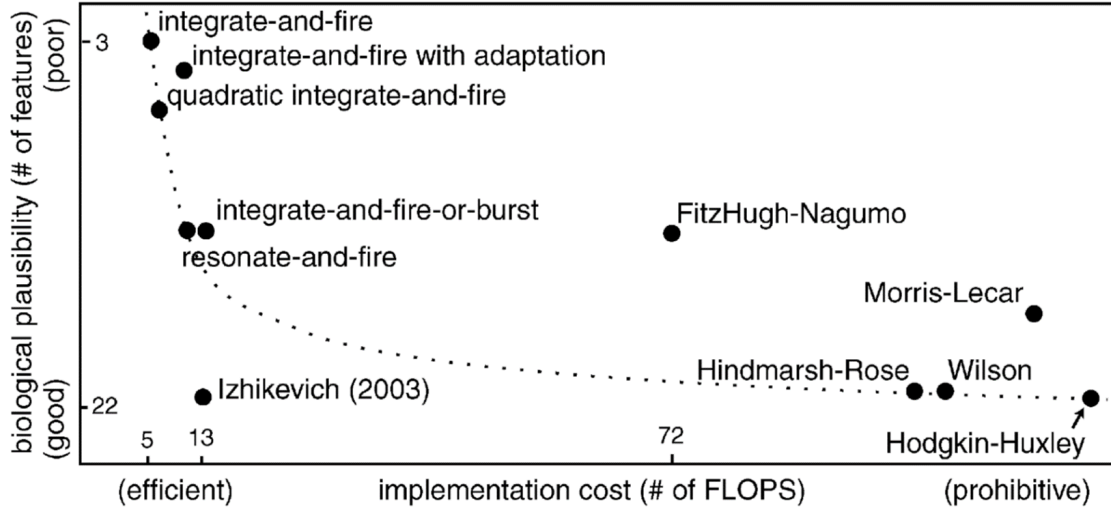 biological plausibility (# of features)
(poor)
(good)
3
22
integrate-and-fire
integrate-and-fire with adaptation
quadratic integrate-and-fire
integrate-and-fire-or-burst
resonate-and-fire
FitzHugh-Nagumo
Morris-Lecar
Izhikevich (2003)
Hindmarsh-Rose
Wilson
Hodgkin-Huxley
5
13
72
(efficient)
implementation cost (# of FLOPS)
(prohibitive)